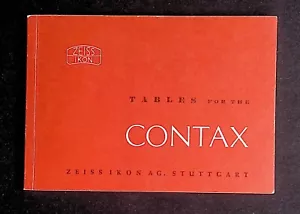 ZEISS
IKON
TABLES FOR THE
CONTAX
ZEISS IKON AG. STUTTGART